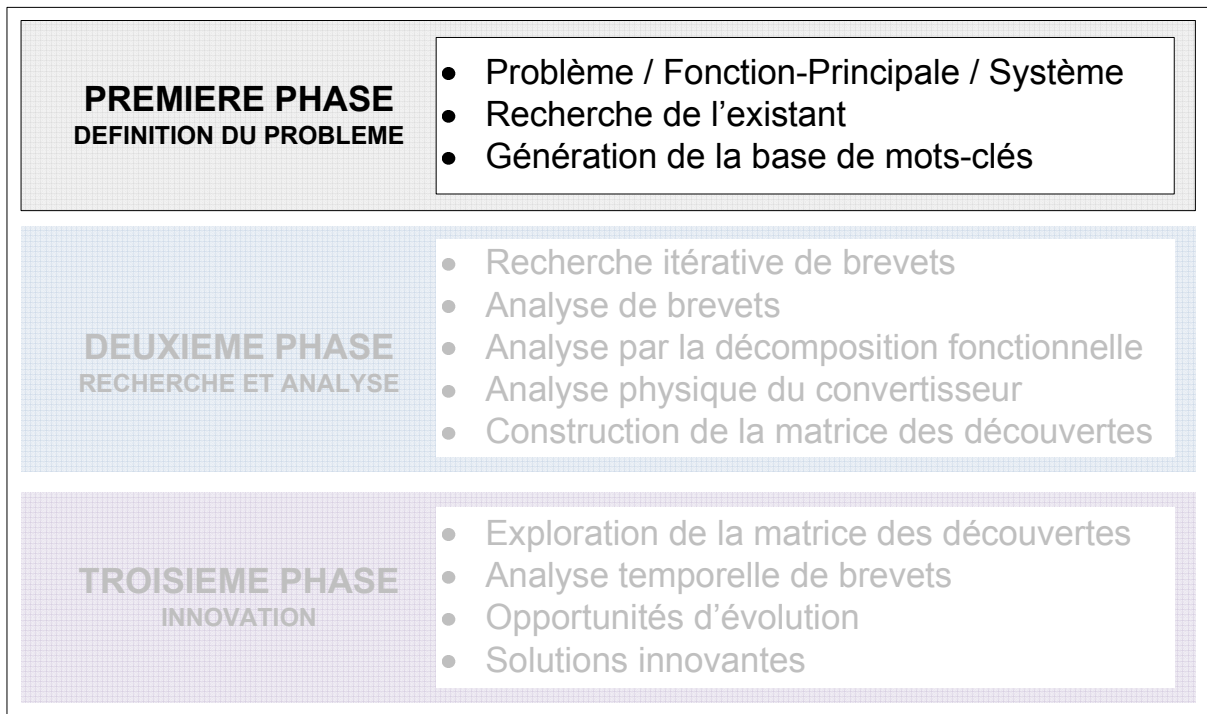 PREMIERE PHASE
DEFINITION DU PROBLEME
● Problème / Fonction-Principale / Système
● Recherche de l’existant
● Génération de la base de mots-clés
DEUXIEME PHASE
RECHERCHE ET ANALYSE
● Recherche itérative de brevets
● Analyse de brevets
● Analyse par la décomposition fonctionnelle
● Analyse physique du convertisseur
● Construction de la matrice des découvertes
TROISIEME PHASE
INNOVATION
● Exploration de la matrice des découvertes
● Analyse temporelle de brevets
● Opportunités d’évolution
● Solutions innovantes